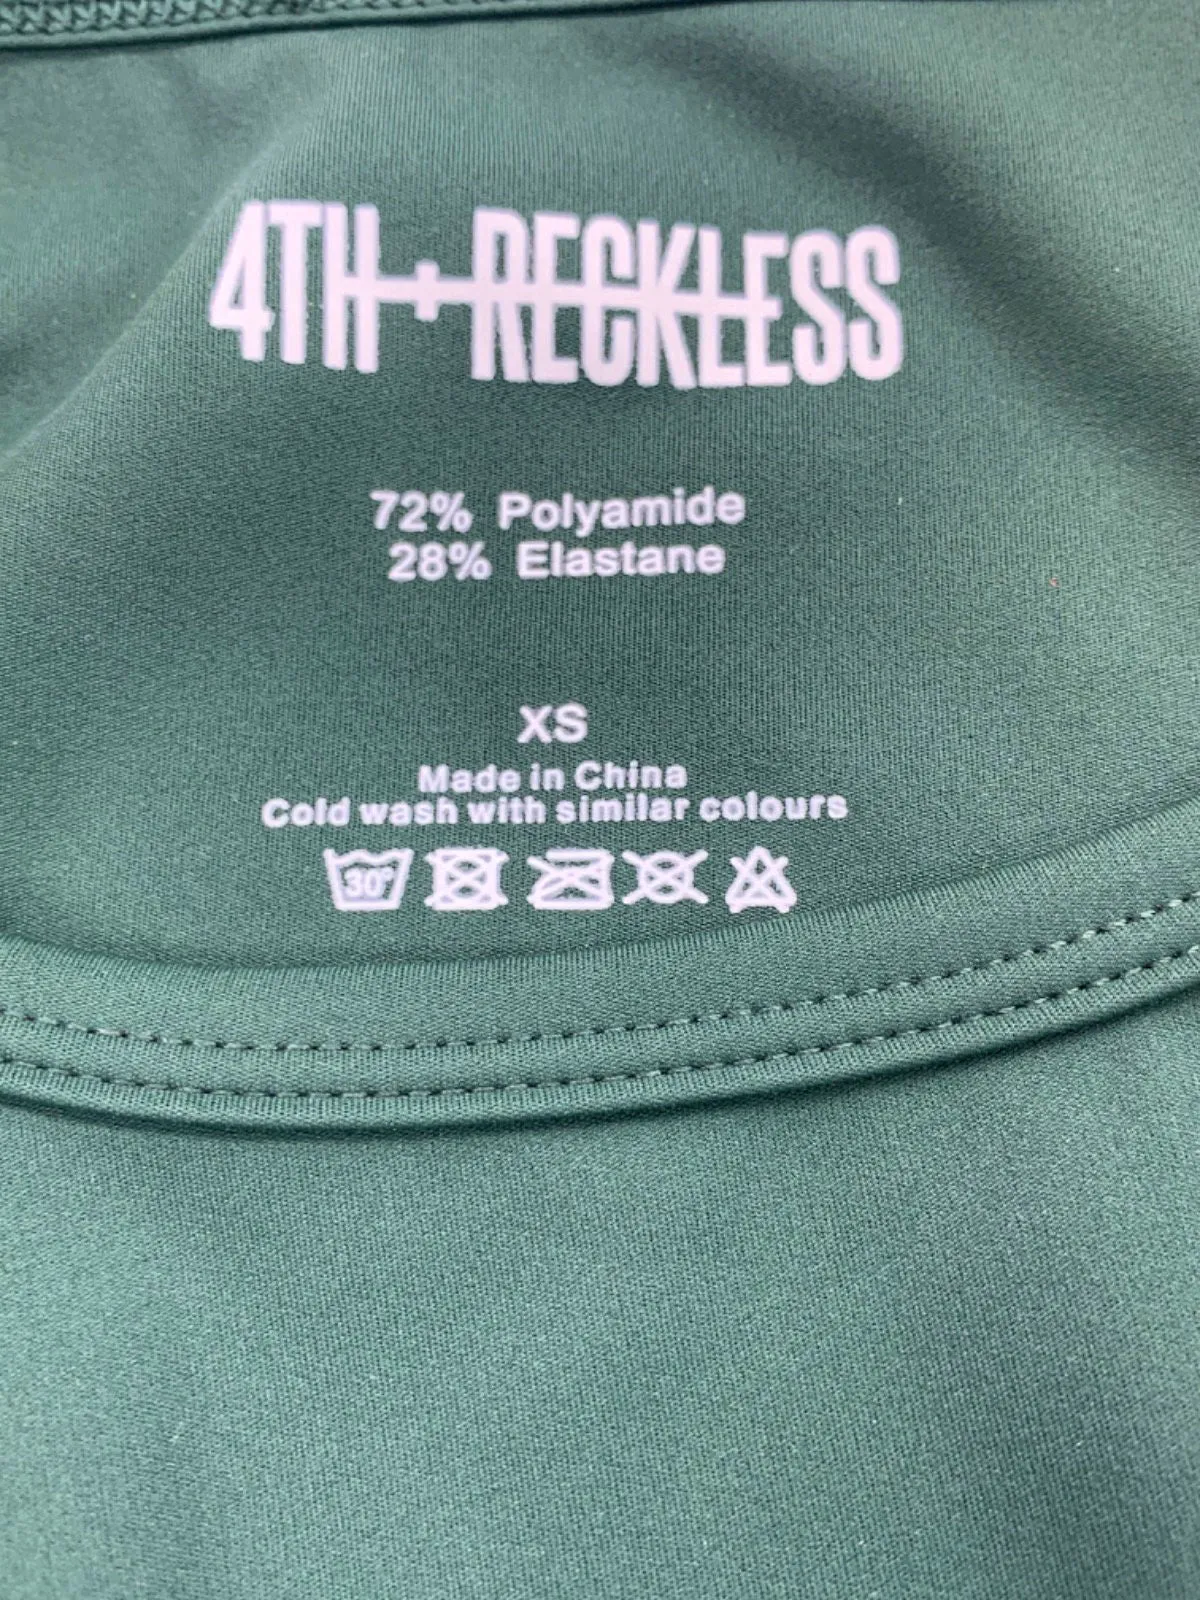 4TH+RECKLESS
72% Polyamide
28% Elastane
XS
Made in China
Cold wash with similar colours
30°